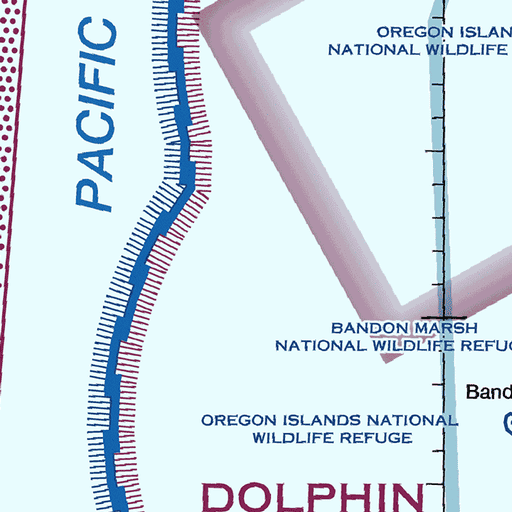 PACIFIC
OREGON ISLAN
NATIONAL WILDLIFE
BANDON MARSH
NATIONAL WILDLIFE REFUG
Band
OREGON ISLANDS NATIONAL
WILDLIFE REFUGE
DOLPHIN